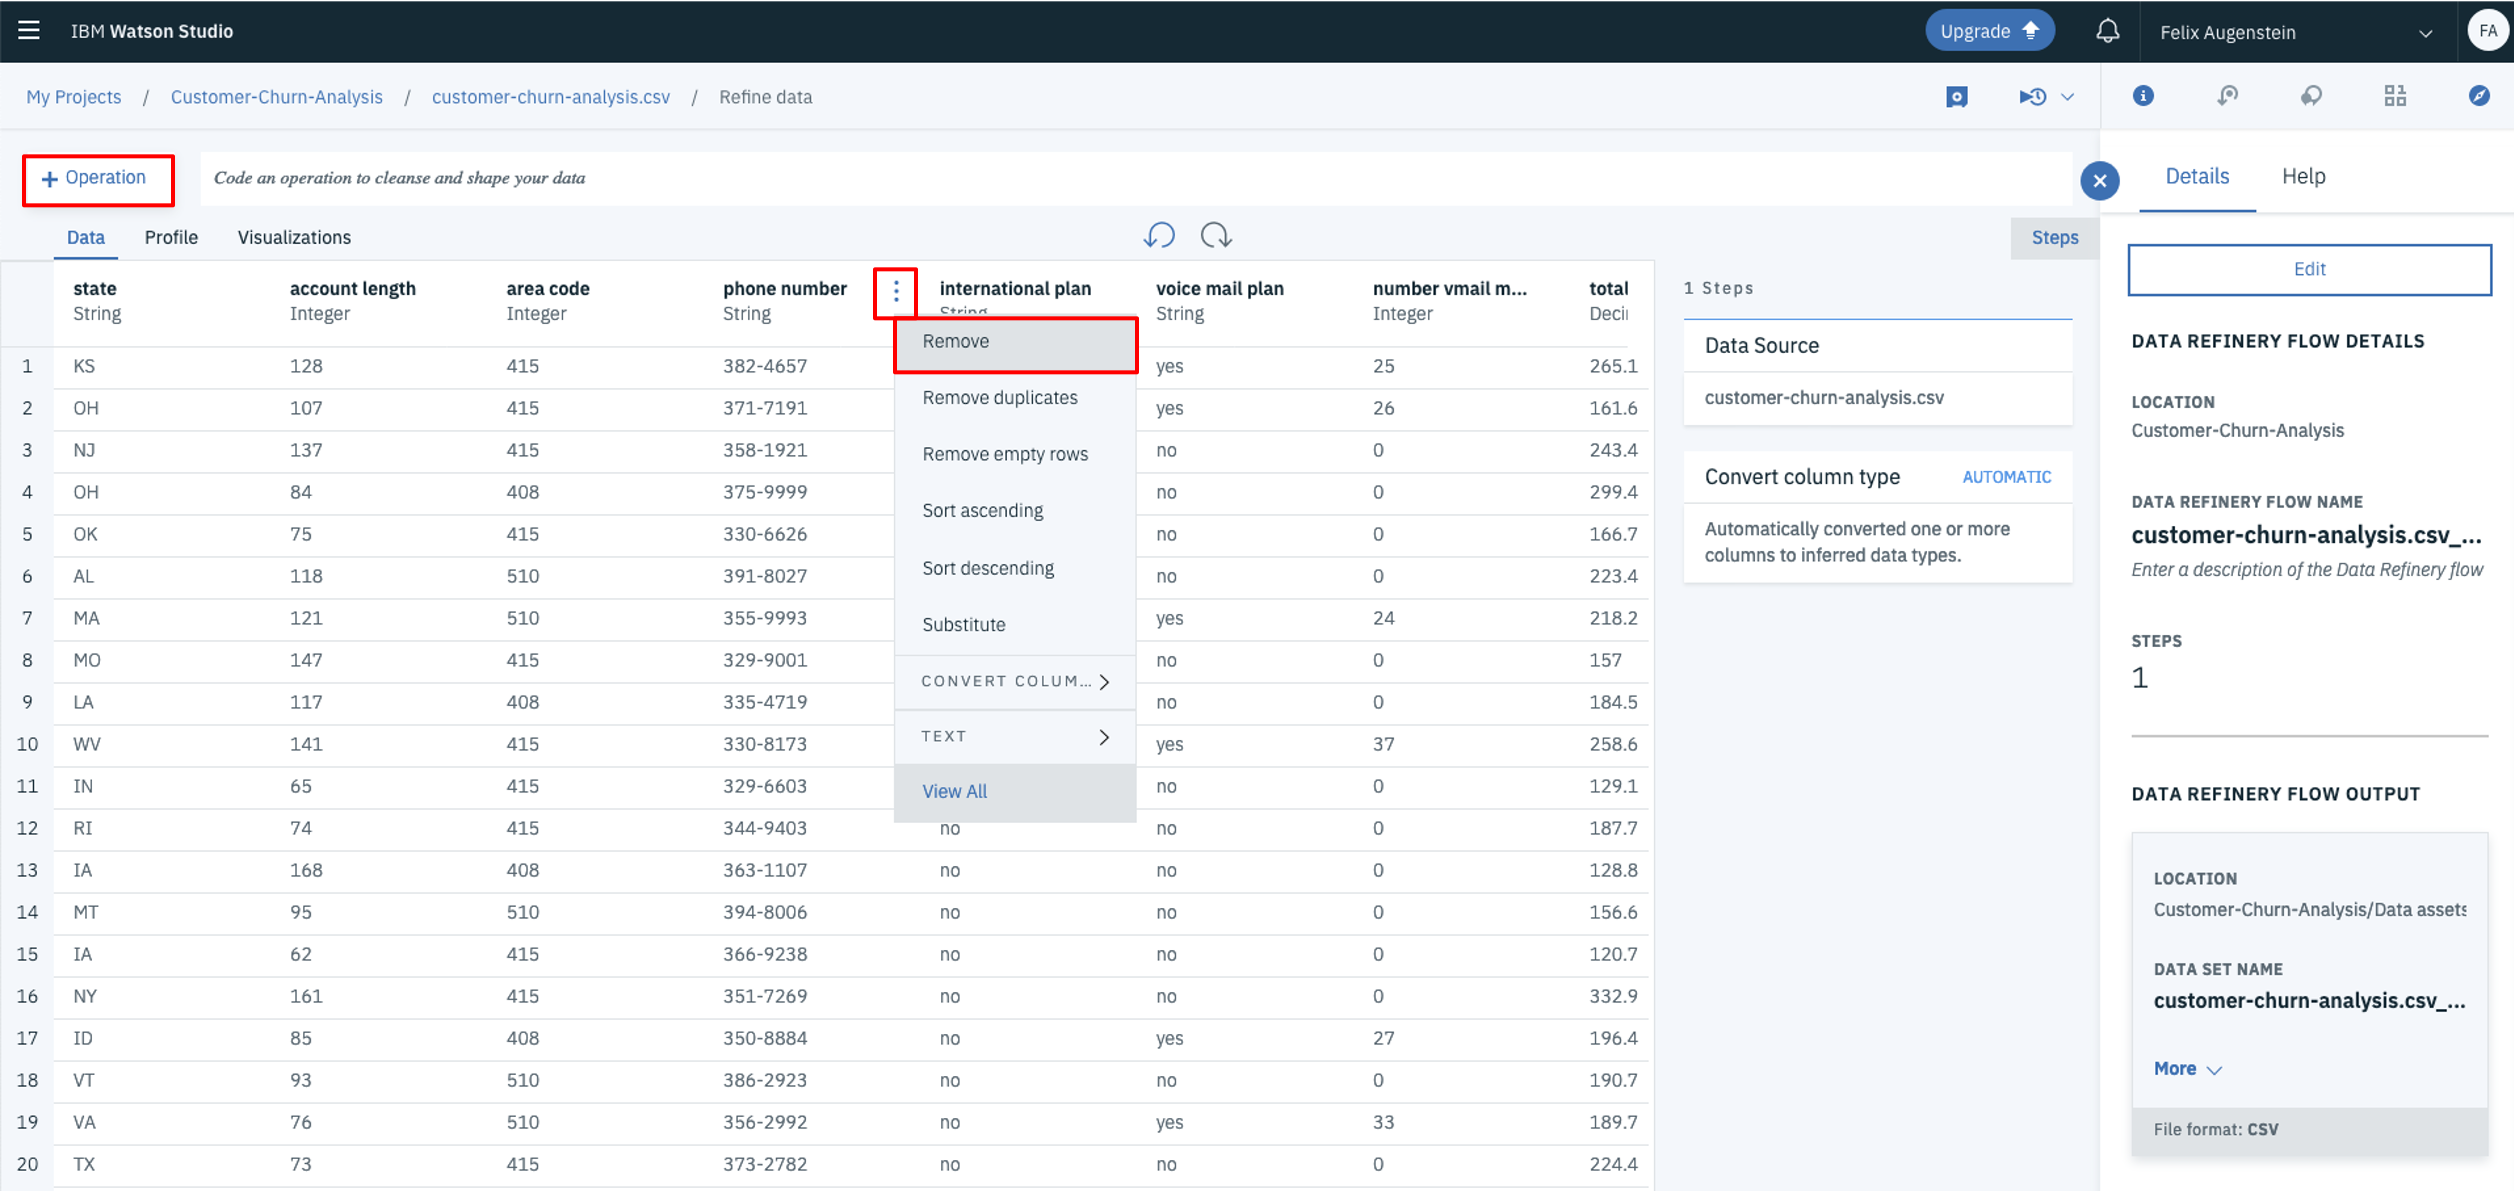 IBM Watson Studio
Upgrade
Felix Augenstein
FA
My Projects / Customer-Churn-Analysis / customer-churn-analysis.csv / Refine data
+ Operation
Code an operation to cleanse and shape your data
Details
Help
Data
Profile
Visualizations
Steps
state account length area code phone number international plan voice mail plan number vmail m... total
String Integer Integer String String String Integer Deci
1 KS 128 415 382-4657 yes 25 265.1
2 OH 107 415 371-7191 yes 26 161.6
3 NJ 137 415 358-1921 no 0 243.4
4 OH 84 408 375-9999 no 0 299.4
5 OK 75 415 330-6626 no 0 166.7
6 AL 118 510 391-8027 no 0 223.4
7 MA 121 510 355-9993 yes 24 218.2
8 MO 147 415 329-9001 no 0 157
9 LA 117 408 335-4719 no 0 184.5
10 WV 141 415 330-8173 yes 37 258.6
11 IN 65 415 329-6603 no 0 129.1
12 RI 74 415 344-9403 no no 0 187.7
13 IA 168 408 363-1107 no no 0 128.8
14 MT 95 510 394-8006 no no 0 156.6
15 IA 62 415 366-9238 no no 0 120.7
16 NY 161 415 351-7269 no no 0 332.9
17 ID 85 408 350-8884 no yes 27 196.4
18 VT 93 510 386-2923 no no 0 190.7
19 VA 76 510 356-2992 no yes 33 189.7
20 TX 73 415 373-2782 no no 0 224.4
Remove
Remove duplicates
Remove empty rows
Sort ascending
Sort descending
Substitute
CONVERT COLUM...
TEXT
View All
1 Steps
Data Source
customer-churn-analysis.csv
Convert column type AUTOMATIC
Automatically converted one or more
columns to inferred data types.
Edit
DATA REFINERY FLOW DETAILS
LOCATION
Customer-Churn-Analysis
DATA REFINERY FLOW NAME
customer-churn-analysis.csv_...
Enter a description of the Data Refinery flow
STEPS
1
DATA REFINERY FLOW OUTPUT
LOCATION
Customer-Churn-Analysis/Data assets
DATA SET NAME
customer-churn-analysis.csv_...
More
File format: CSV